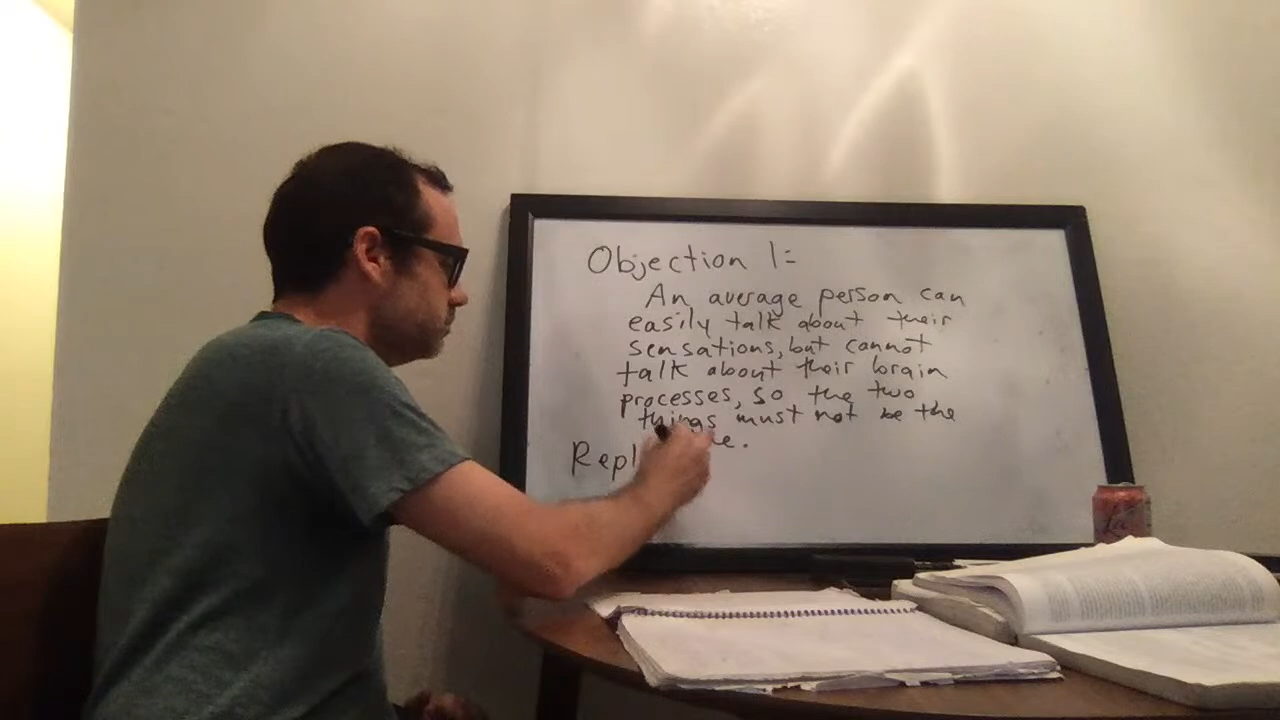 Objection 1:
An average person can
easily talk about their
sensations, but cannot
talk about their brain
processes, so the two
things must not be the
Repl